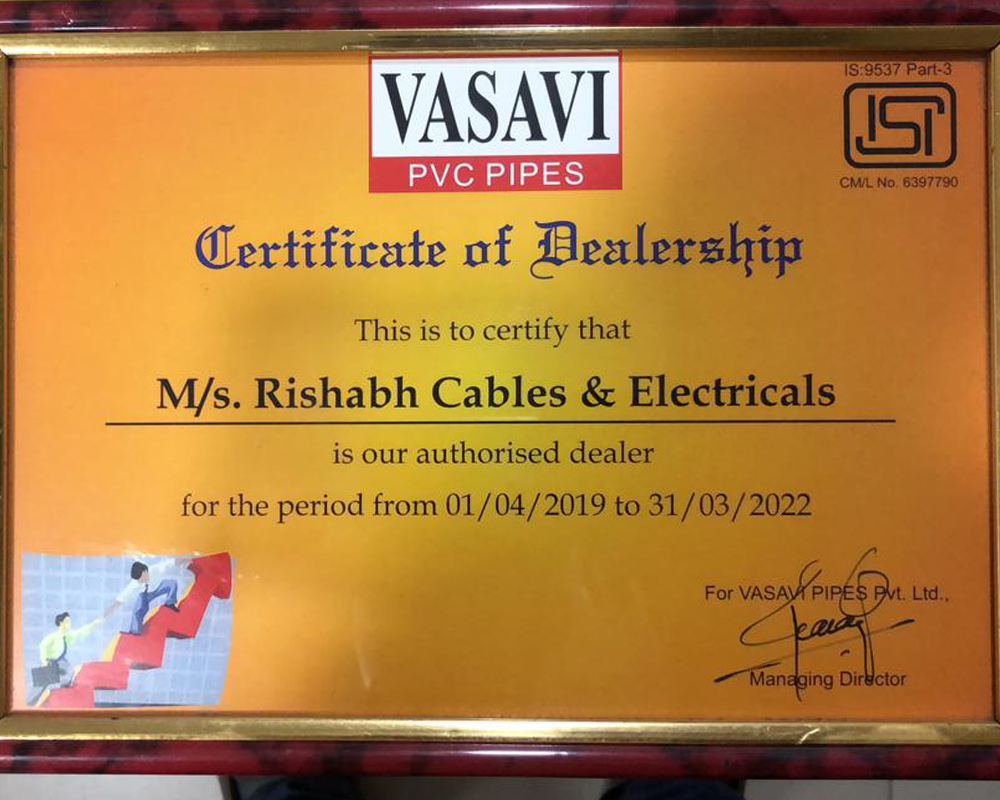 VASAVI
PVC PIPES
IS:9537 Part-3
ISI
CM/L No. 6397790
Certificate of Dealership
This is to certify that
M/s. Rishabh Cables & Electricals
is our authorised dealer
for the period from 01/04/2019 to 31/03/2022
For VASAVI PIPES Pvt. Ltd.,
Managing Director